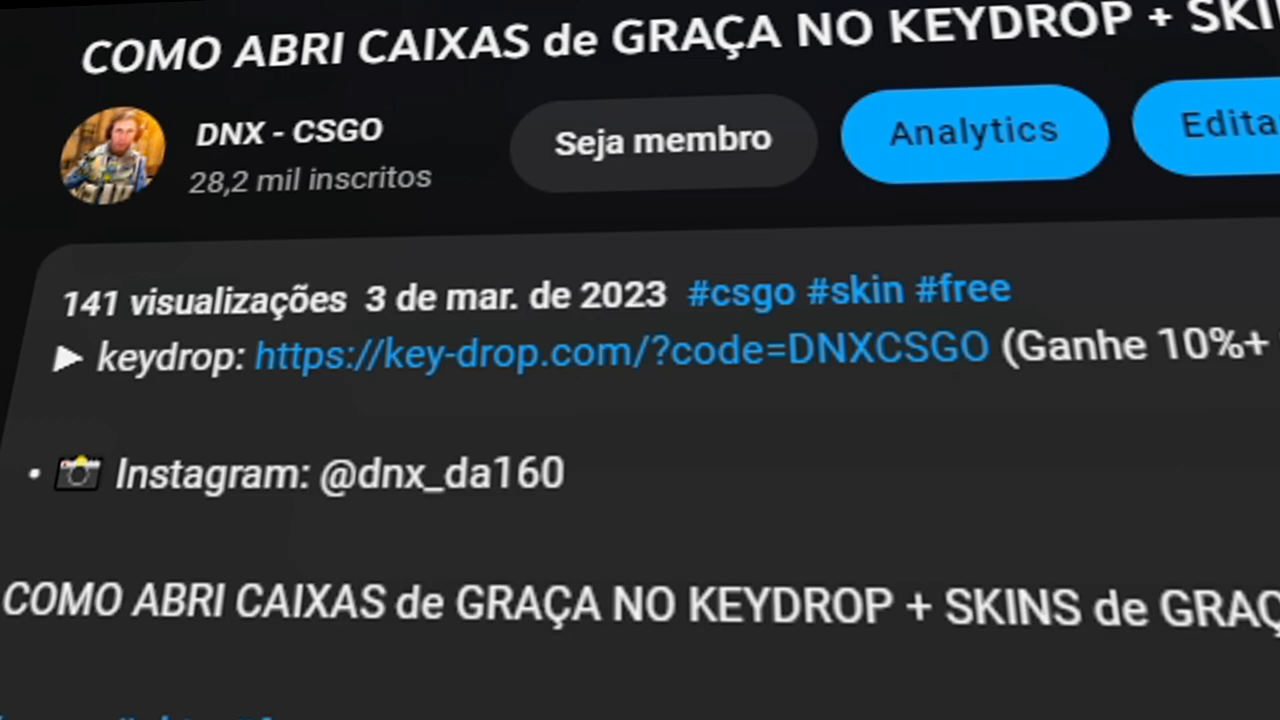 COMO ABRI CAIXAS de GRAÇA NO KEYDROP + SKI
DNX - CSGO
28,2 mil inscritos
Seja membro
Analytics
Edita
141 visualizações 3 de mar. de 2023 #csgo #skin #free
► keydrop: https://key-drop.com/?code=DNXCSGO (Ganhe 10%+
• 📸 Instagram: @dnx_da160
COMO ABRI CAIXAS de GRAÇA NO KEYDROP + SKINS de GRAÇ